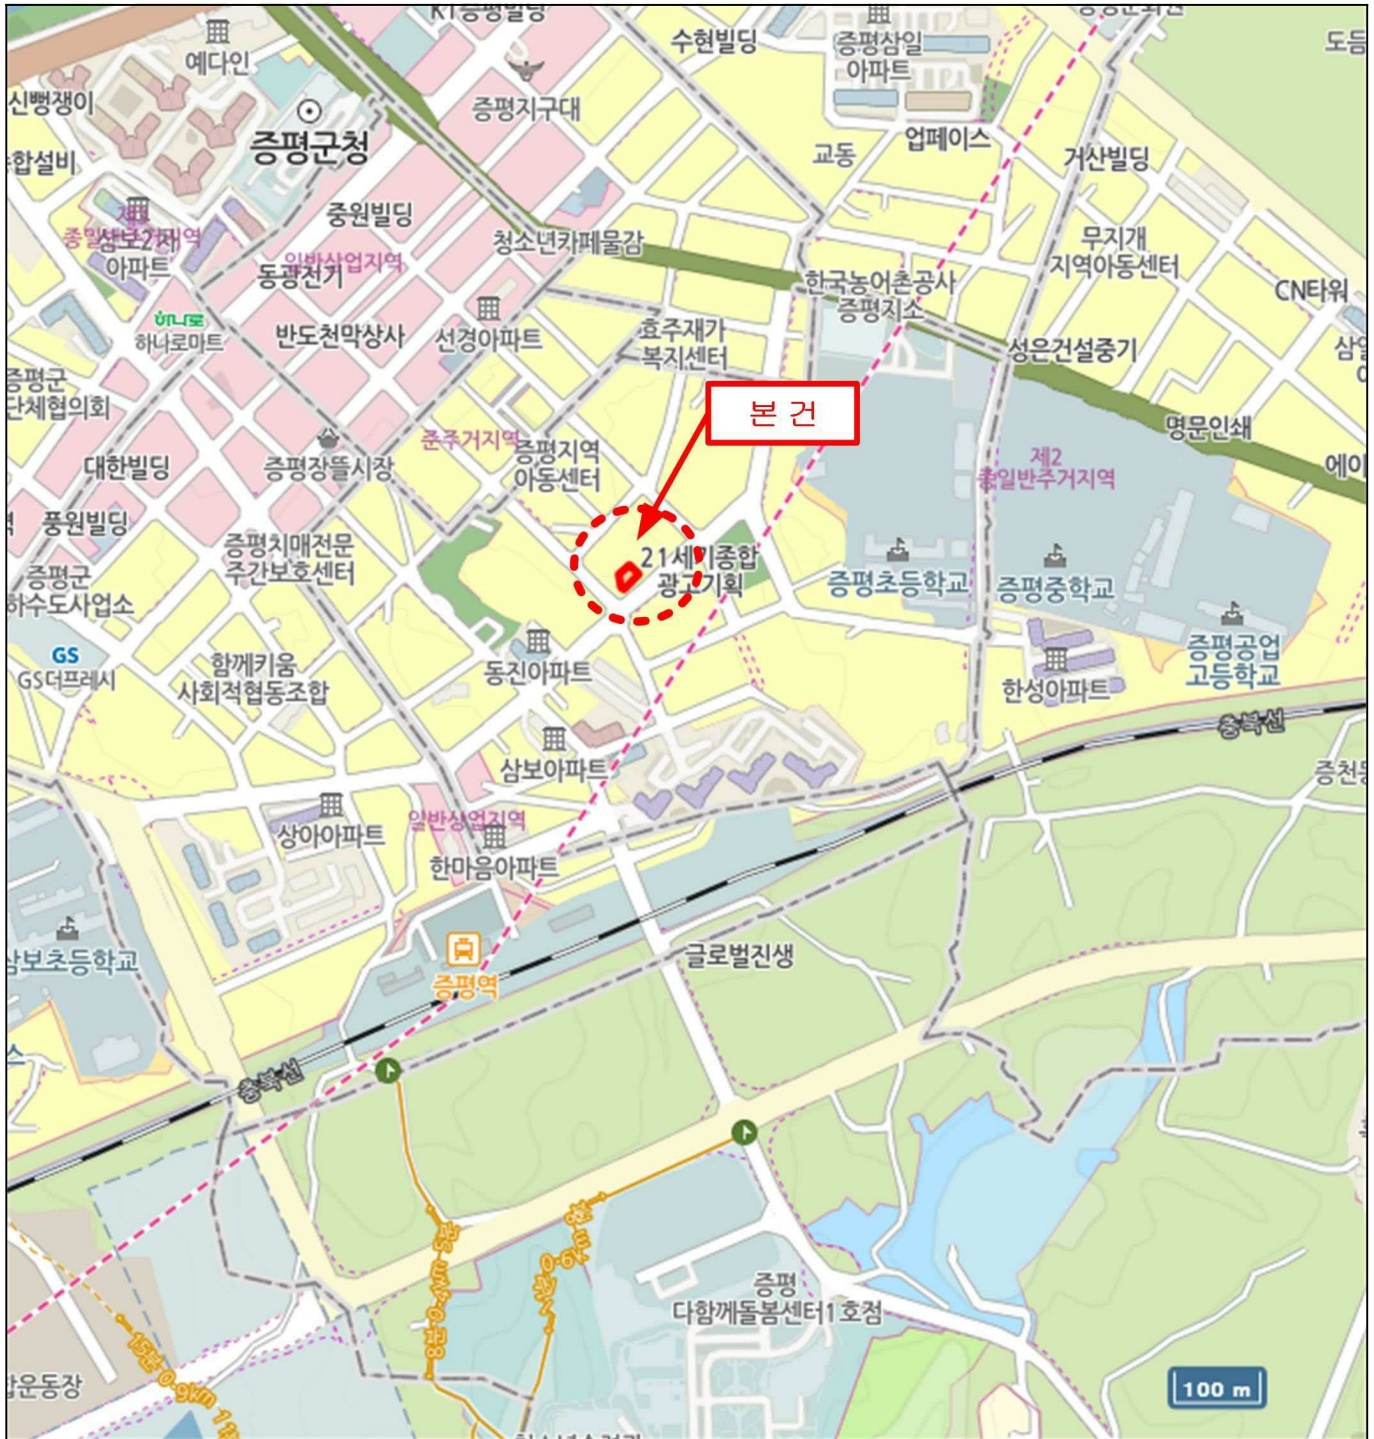 KT증평빌딩
수현빌딩
증평삼일
아파트
예다인
신뺑쟁이
증평지구대
증평군청
업페이스
교동
거산빌딩
합설비
중원빌딩
아파트
청소년카페물감
무지개
지역아동센터
일반상업지역
동광전기
한국농어촌공사
증평지소
CN타워
하나로
하나로마트
반도천막상사
선경아파트
효주재가
복지센터
성은건설중기
증평군
단체협의회
본 건
명문인쇄
준주거지역
증평지역
아동센터
대한빌딩
증평장뜰시장
제2
종일반주거지역
에이
풍원빌딩
증평치매전문
주간보호센터
21세기종합
광고기획
증평초등학교
증평중학교
증평군
하수도사업소
증평공업
고등학교
GS
GS더프레시
함께키움
사회적협동조합
동진아파트
한성아파트
충북선
삼보아파트
상아아파트
일반상업지역
한마음아파트
삼보초등학교
글로벌진생
증평역
충북선
증평
다함께돌봄센터1호점
15분 0.9km
100 m